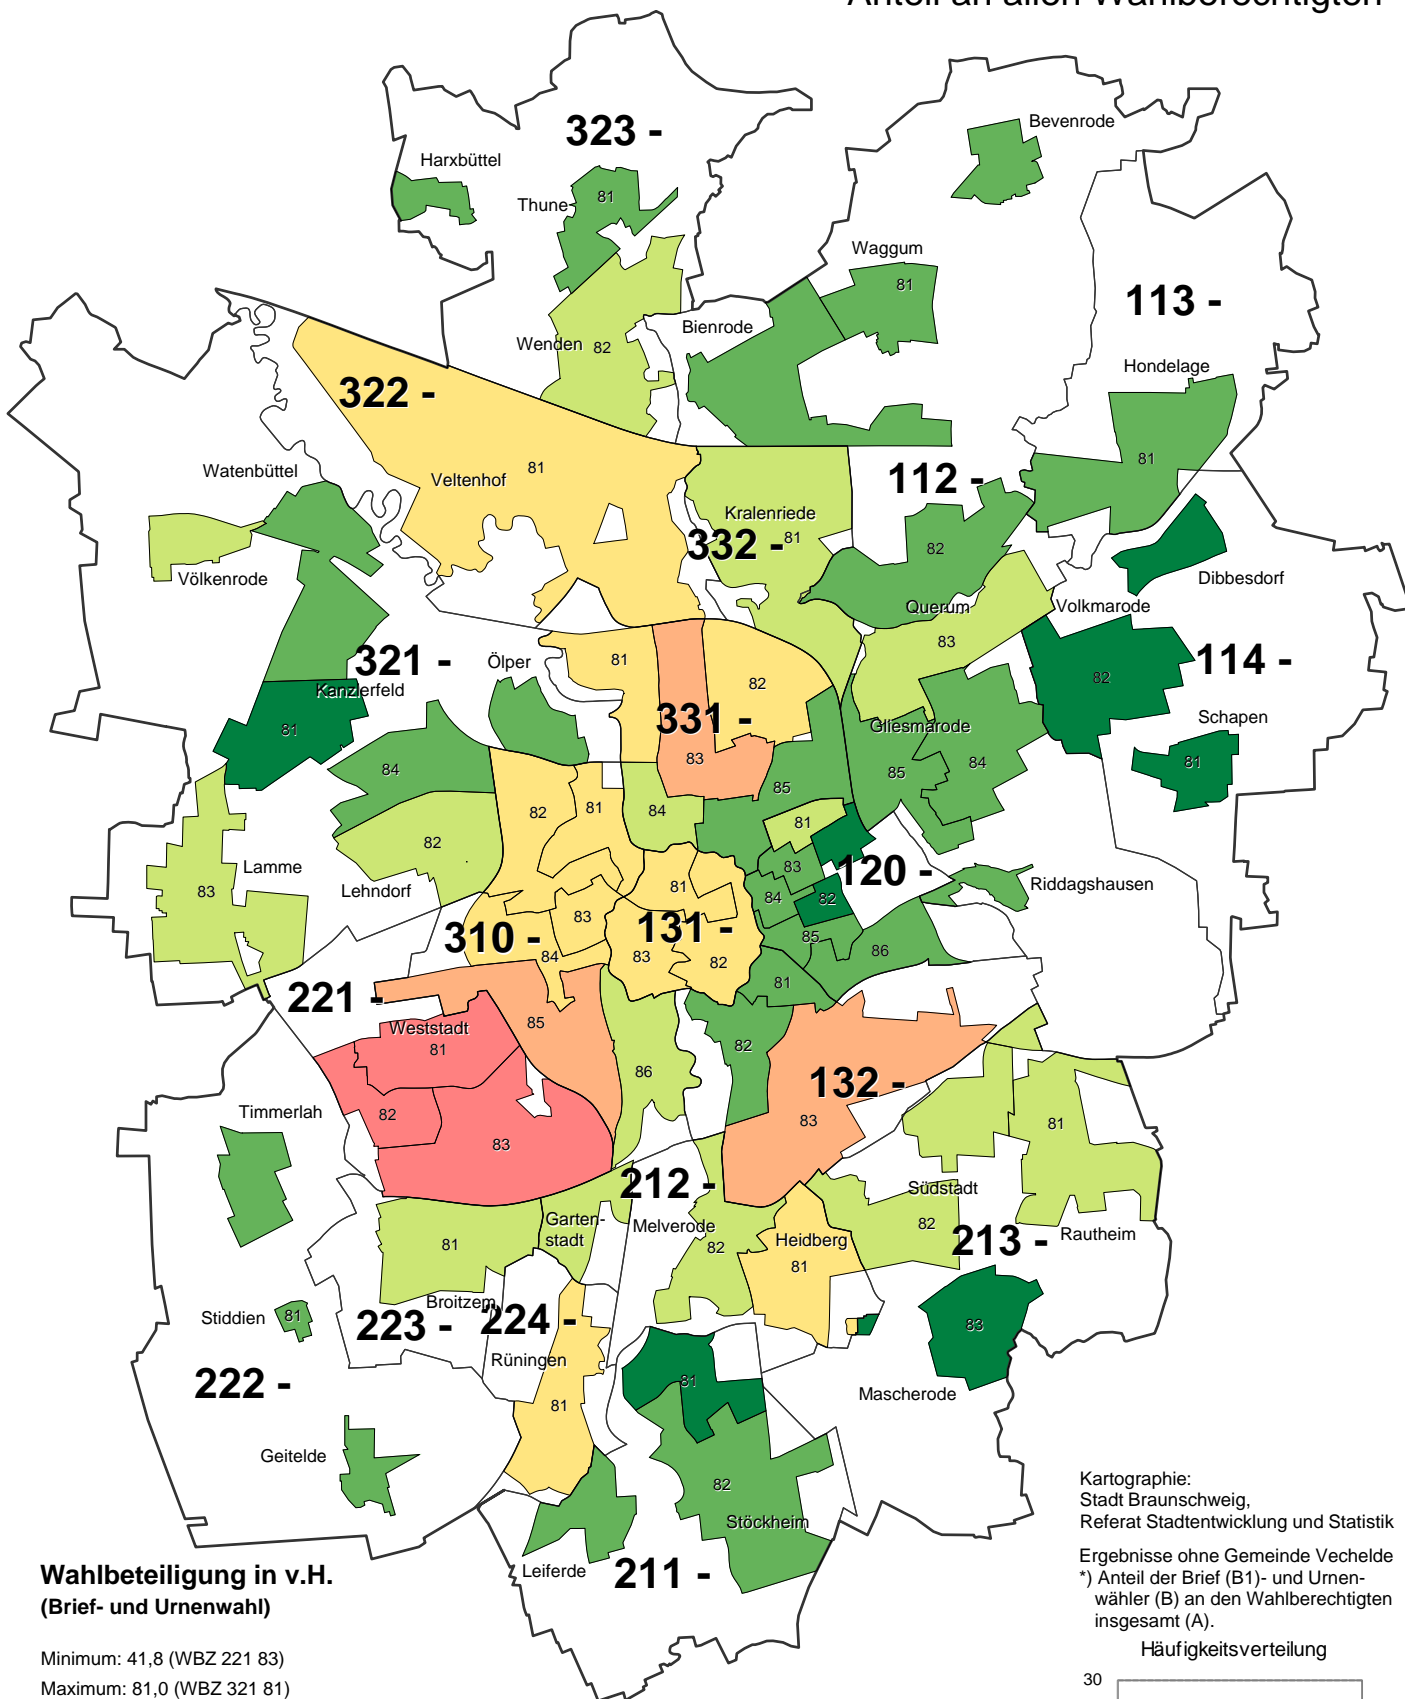 Anteil an allen Wahlberechtigten
323 -
Bevenrode
Harxbüttel
81
Thune
Waggum
81
113 -
Bienrode
Wenden
82
Hondelage
322 -
81
Watenbüttel
Veltenhof
81
112 -
Kralenriede
332 -
81
82
Völkenrode
Dibbesdorf
Querum
Volkmarode
83
321 -
Ölper
81
114 -
82
82
Kanzlerfeld
331 -
Schapen
81
Gliesmarode
83
81
84
85
84
85
82
81
84
81
82
83
120 -
Lamme
83
Lehndorf
81
Riddagshausen
84
82
83
310 -
131 -
85
84
83
82
86
81
221 -
85
Weststadt
81
82
86
132 -
Timmerlah
82
83
83
81
212 -
Südstadt
Garten-
stadt
Melverode
82
81
82
Heidberg
213 -
Rautheim
81
Broitzem
Stiddien
81
223 -
224 -
83
Rüningen
222 -
81
81
Mascherode
Geitelde
82
Stöckheim
Kartographie:
Stadt Braunschweig,
Referat Stadtentwicklung und Statistik
Leiferde
211 -
Ergebnisse ohne Gemeinde Vechelde
*) Anteil der Brief (B1)- und Urnen-
wähler (B) an den Wahlberechtigten
insgesamt (A).
Wahlbeteiligung in v.H.
(Brief- und Urnenwahl)
Minimum: 41,8 (WBZ 221 83)
Maximum: 81,0 (WBZ 321 81)
Häufigkeitsverteilung
30